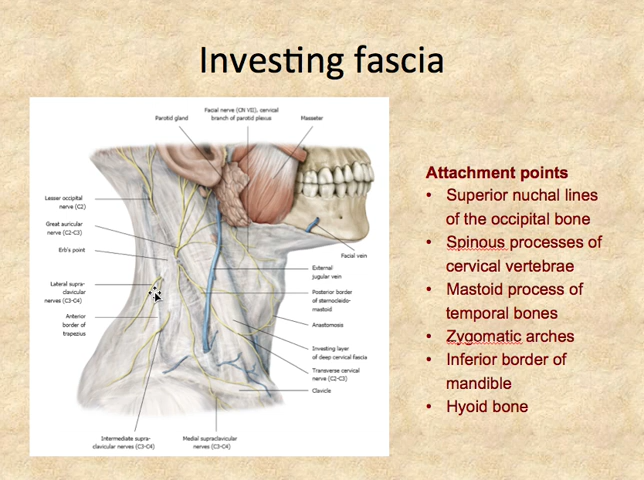 Investing fascia
Facial nerve (CN VII), cervical
branch of parotid plexus
Parotid gland
Masseter
Lesser occipital
nerve (C2)
Great auricular
nerve (C2-C3)
Erb's point
Lateral supra-
clavicular
nerves (C3-C4)
Anterior
border of
trapezius
Intermediate supra-
clavicular nerves (C3-C4)
Medial supraclavicular
nerves (C3-C4)
Facial vein
External
jugular vein
Posterior border
of sternocleido-
mastoid
Anastomosis
Investing layer
of deep cervical fascia
Transverse cervical
nerve (C2-C3)
Clavicle
Attachment points
• Superior nuchal lines
of the occipital bone
• Spinous processes of
cervical vertebrae
• Mastoid process of
temporal bones
• Zygomatic arches
• Inferior border of
mandible
• Hyoid bone